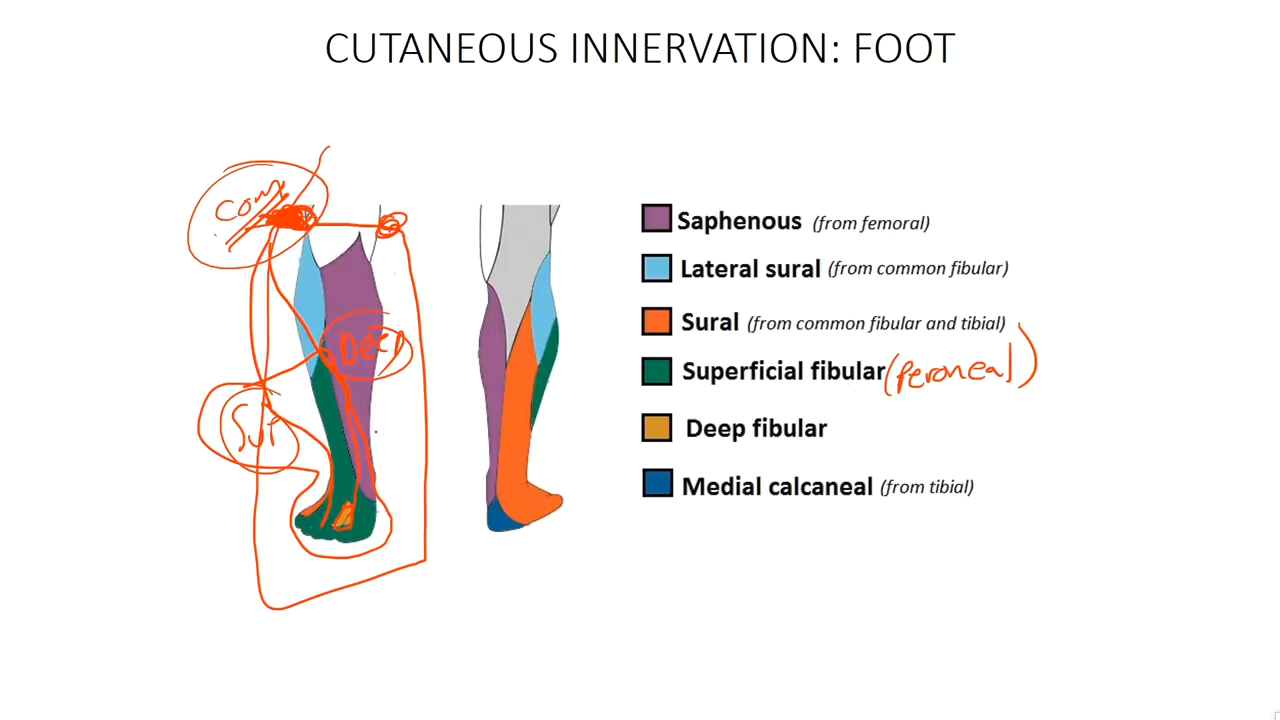 CUTANEOUS INNERVATION: FOOT
Com
Deep
Sup
Saphenous (from femoral)
Lateral sural (from common fibular)
Sural (from common fibular and tibial)
Superficial fibular (peroneal)
Deep fibular
Medial calcaneal (from tibial)